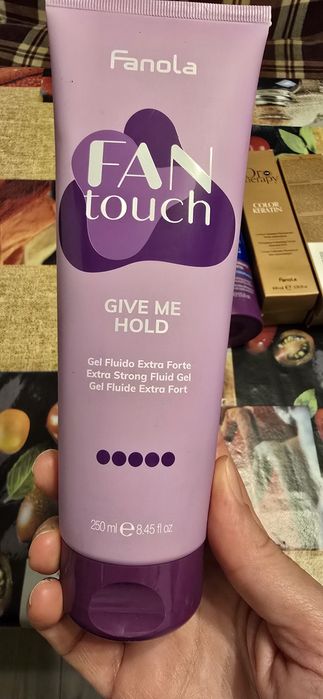 Fanola
FAN
touch
GIVE ME
HOLD
Gel Fluido Extra Forte
Extra Strong Fluid Gel
Gel Fluide Extra Fort
250 ml e 8.45 fl oz
therapy
COLOR
KERATIN
Fanola